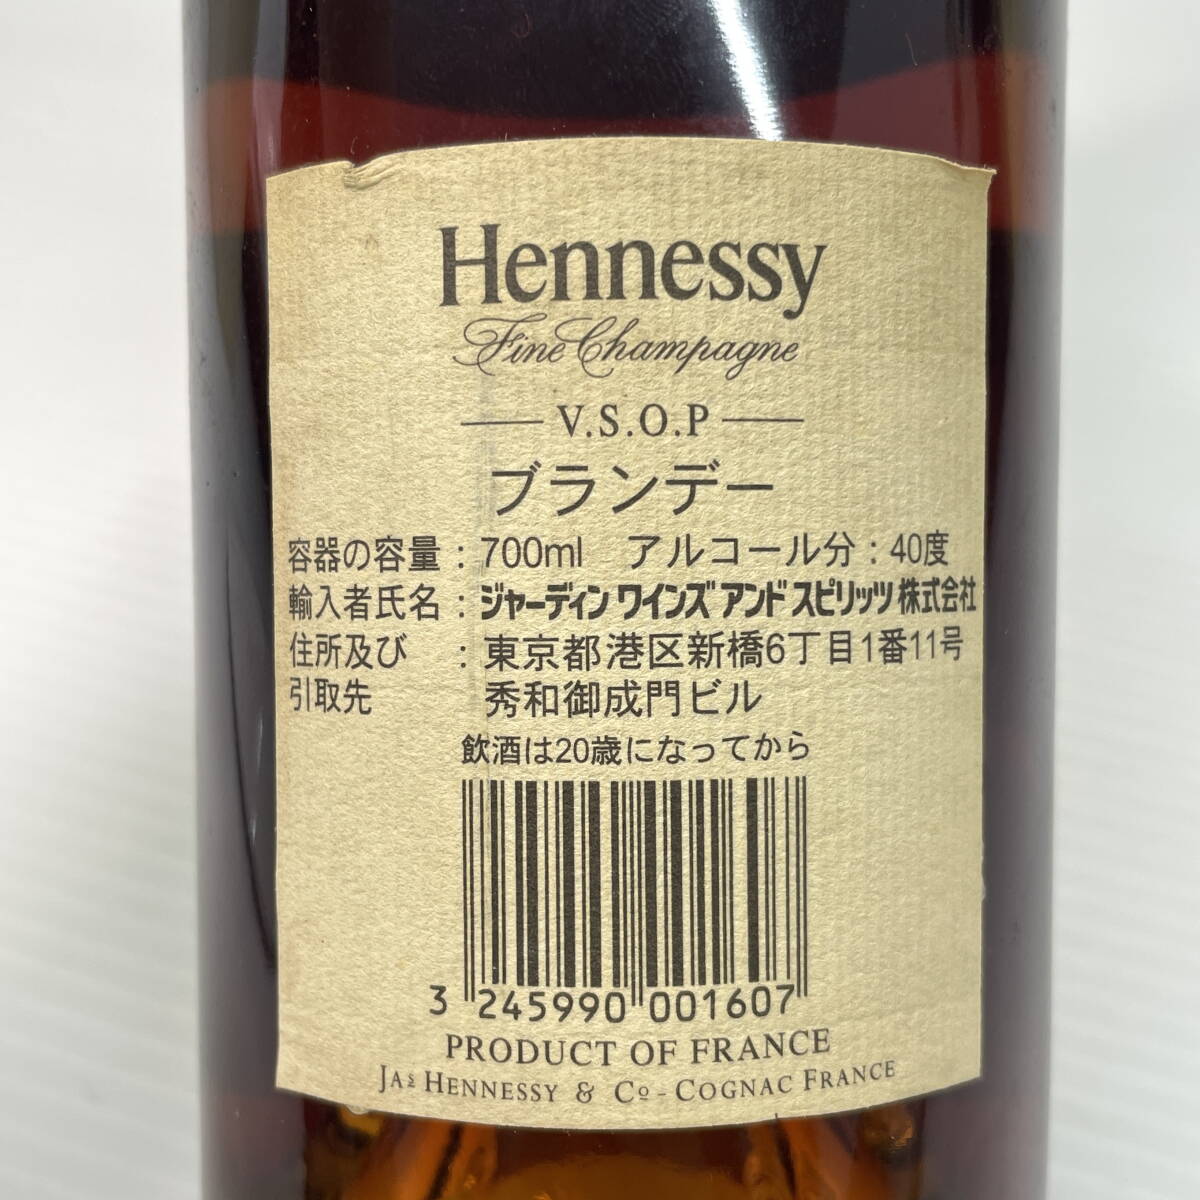 Hennessy
Fine Champagne
V.S.O.P
ブランデー
容器の容量：700ml　アルコール分：40度
輸入者氏名：ジャーディン ワインズ アンド スピリッツ 株式会社
住所及び　：東京都港区新橋6丁目1番11号
引取先　秀和御成門ビル
飲酒は20歳になってから
3 245990 001607
PRODUCT OF FRANCE
JAS HENNESSY & Cº - COGNAC FRANCE